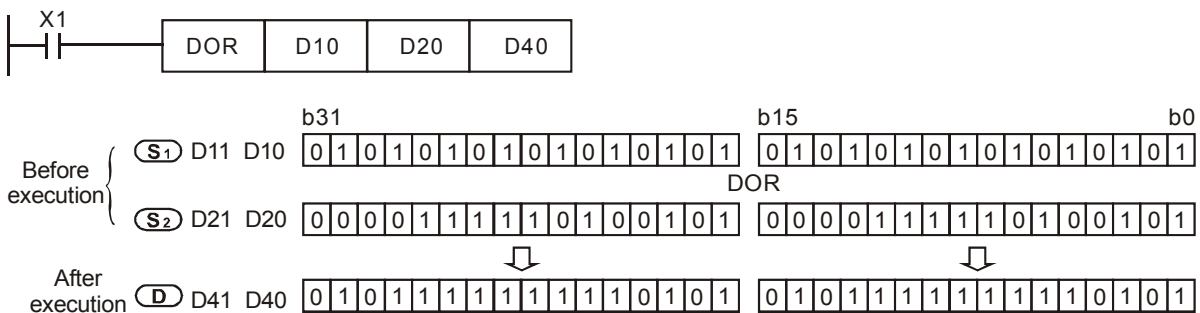 X1
DOR D10 D20 D40
b31 b15 b0
Before execution
S1 D11 D10 0 1 0 1 0 1 0 1 0 1 0 1 0 1 0 1 0 1 0 1 0 1 0 1 0 1 0 1 0 1 0 1
DOR
S2 D21 D20 0 0 0 0 1 1 1 1 1 0 1 0 0 1 0 1 0 0 0 0 1 1 1 1 1 0 1 0 0 1 0 1
After execution
D D41 D40 0 1 0 1 1 1 1 1 1 1 1 1 0 1 0 1 0 1 0 1 1 1 1 1 1 1 1 1 0 1 0 1